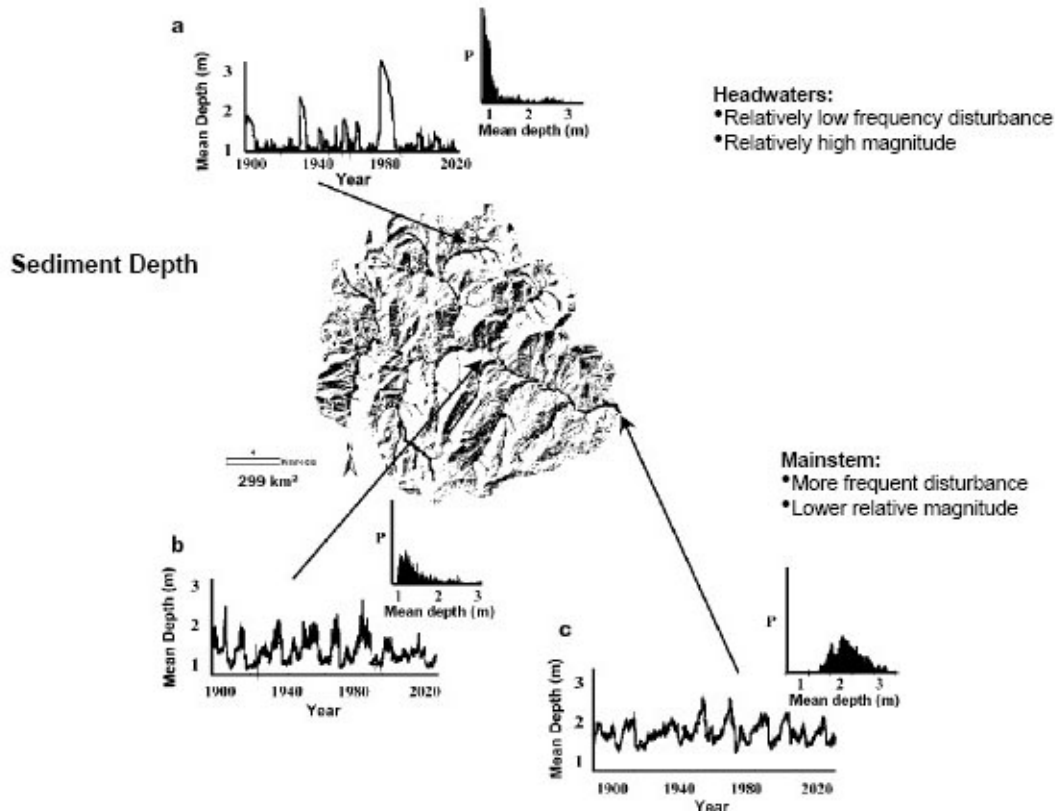 a
P
1 2 3
Mean depth (m)
Mean Depth (m)
3
2
1
1900 1940 1980 2020
Year
Headwaters:
•Relatively low frequency disturbance
•Relatively high magnitude
Sediment Depth
299 km²
Mainstem:
•More frequent disturbance
•Lower relative magnitude
b
P
1 2 3
Mean depth (m)
Mean Depth (m)
3
2
1
1900 1940 1980 2020
Year
c
P
1 2 3
Mean depth (m)
Mean Depth (m)
3
2
1
1900 1940 1980 2020
Year